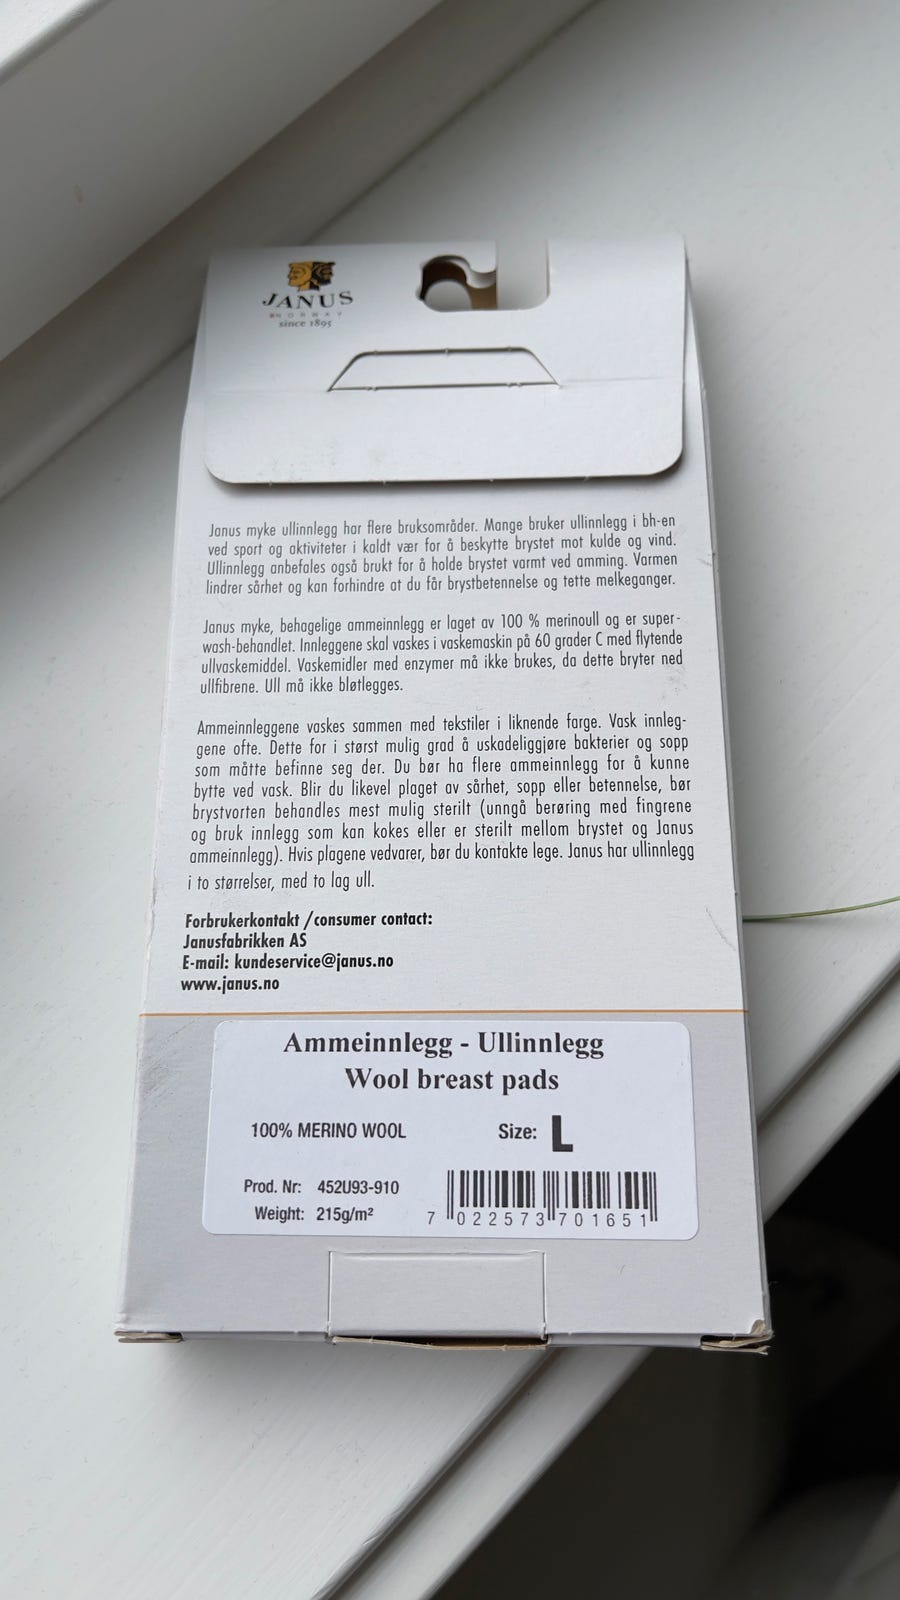 JANUS
NORWAY
since 1895
Janus myke ullinnlegg har flere bruksområder. Mange bruker ullinnlegg i bh-en
ved sport og aktiviteter i kaldt vær for å beskytte brystet mot kulde og vind.
Ullinnlegg anbefales også brukt for å holde brystet varmt ved amming. Varmen
lindrer sårhet og kan forhindre at du får brystbetennelse og tette melkeganger.
Janus myke, behagelige ammeinnlegg er laget av 100 % merinoull og er super-
wash-behandlet. Innleggene skal vaskes i vaskemaskin på 60 grader C med flytende
ullvaskemiddel. Vaskemidler med enzymer må ikke brukes, da dette bryter ned
ullfibrene. Ull må ikke bløtlegges.
Ammeinnleggene vaskes sammen med tekstiler i liknende farge. Vask innleg-
gene ofte. Dette for i størst mulig grad å uskadeliggjøre bakterier og sopp
som måtte befinne seg der. Du bør ha flere ammeinnlegg for å kunne
bytte ved vask. Blir du likevel plaget av sårhet, sopp eller betennelse, bør
brystvorten behandles mest mulig sterilt (unngå berøring med fingrene
og bruk innlegg som kan kokes eller er sterilt mellom brystet og Janus
ammeinnlegg). Hvis plagene vedvarer, bør du kontakte lege. Janus har ullinnlegg
i to størrelser, med to lag ull.
Forbrukerkontakt /consumer contact:
Janusfabrikken AS
E-mail: kundeservice@janus.no
www.janus.no
Ammeinnlegg - Ullinnlegg
Wool breast pads
100% MERINO WOOL Size: L
Prod. Nr: 452U93-910
Weight: 215g/m²
7 022573 701651